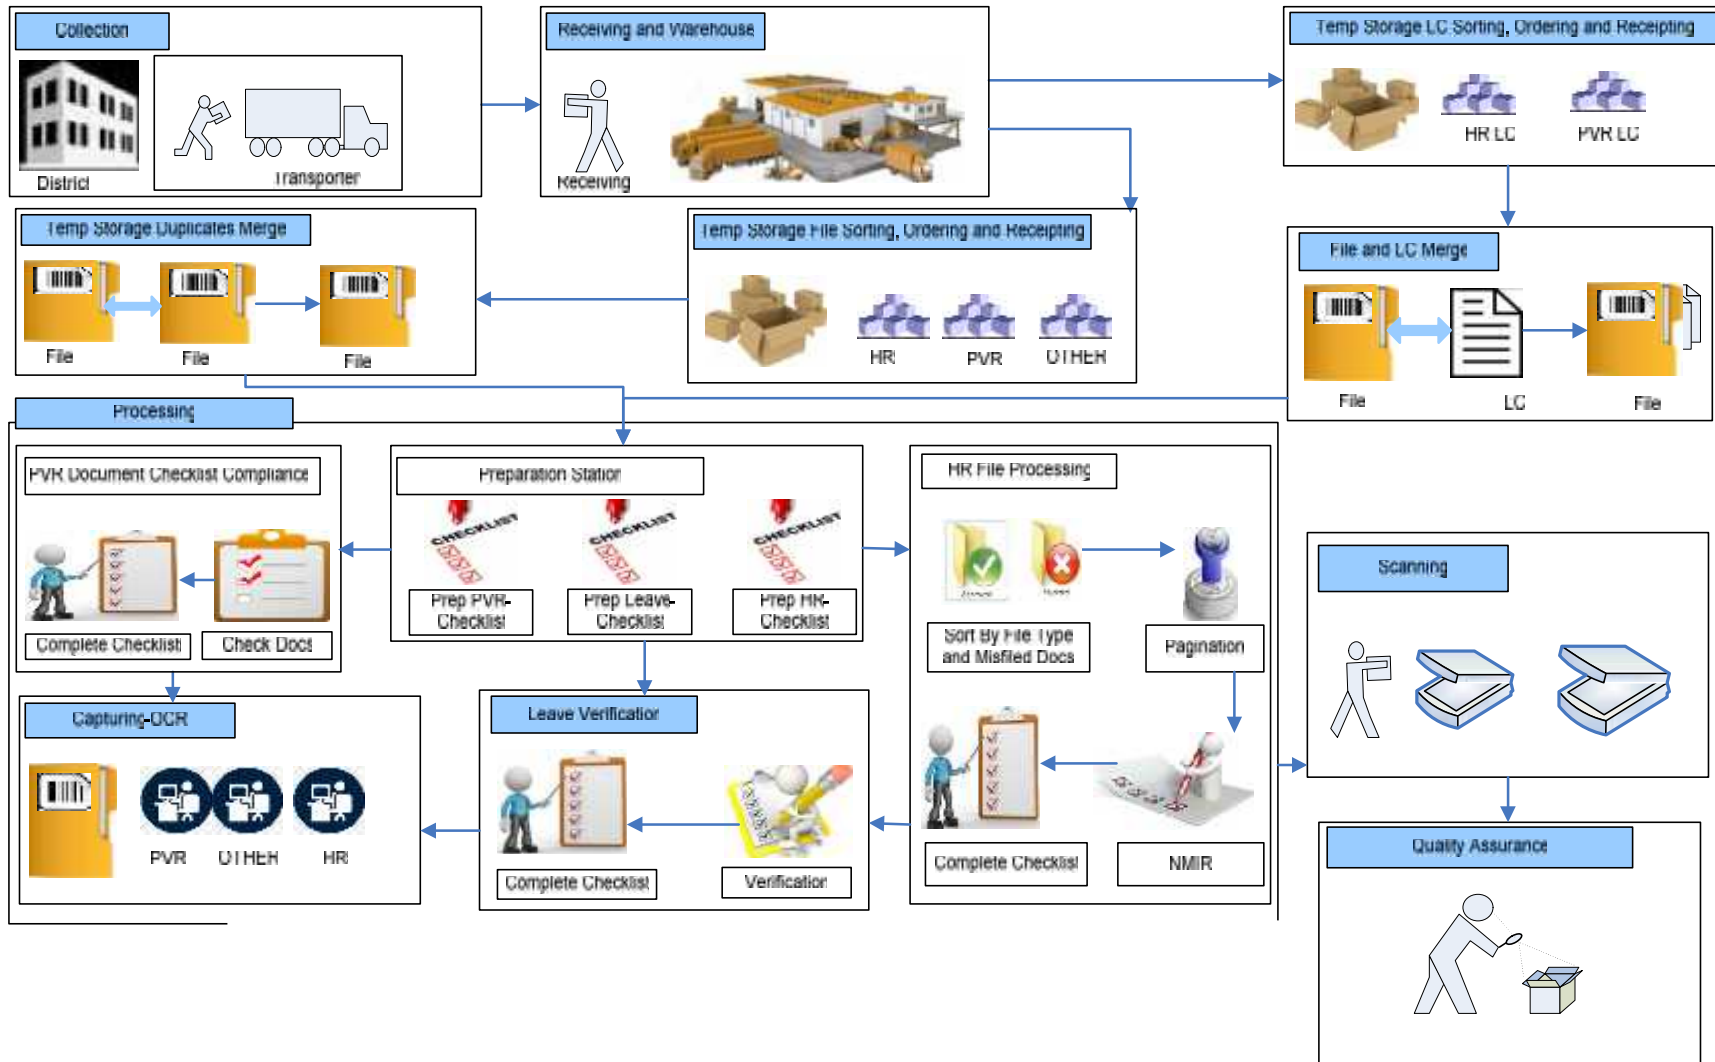 Collection
District
Transporter
Receiving and Warehouse
Receiving
Temp Storage LC Sorting, Ordering and Receipting
HR LC
PVR LC
Temp Storage Duplicates Merge
File
File
File
Temp Storage File Sorting, Ordering and Receipting
HR
PVR
OTHER
File and LC Merge
File
LC
File
Processing
PVR Document Checklist Compliance
Complete Checklist
Check Docs
Preparation Station
CHECKLIST
CHECKLIST
CHECKLIST
Prep PVR-
Checklist
Prep Leave-
Checklist
Prep HR-
Checklist
HR File Processing
Sort By File Type
and Misfiled Docs
Pagination
Complete Checklist
NMIR
Scanning
Capturing-OCR
PVR
OTHER
HR
Leave Verification
Complete Checklist
Verification
Quality Assurance